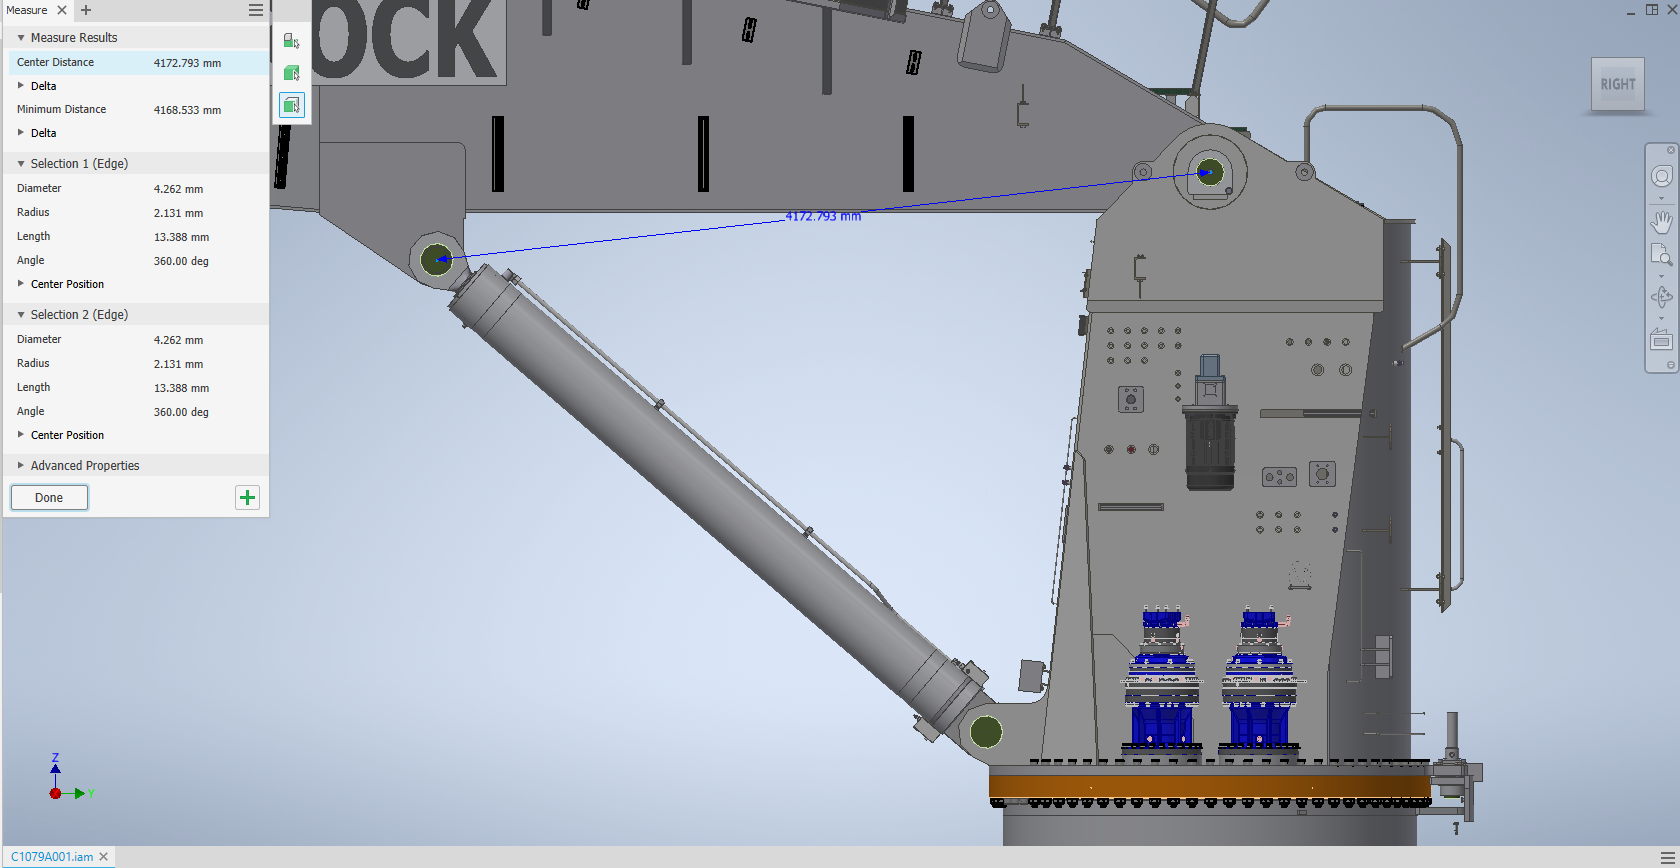 Measure
Measure Results
Center Distance 4172.793 mm
Delta
Minimum Distance 4168.533 mm
Delta
Selection 1 (Edge)
Diameter 4.262 mm
Radius 2.131 mm
Length 13.388 mm
Angle 360.00 deg
Center Position
Selection 2 (Edge)
Diameter 4.262 mm
Radius 2.131 mm
Length 13.388 mm
Angle 360.00 deg
Center Position
Advanced Properties
Done
OCK
RIGHT
4172.793 mm
Z
Y
C1079A001.iam